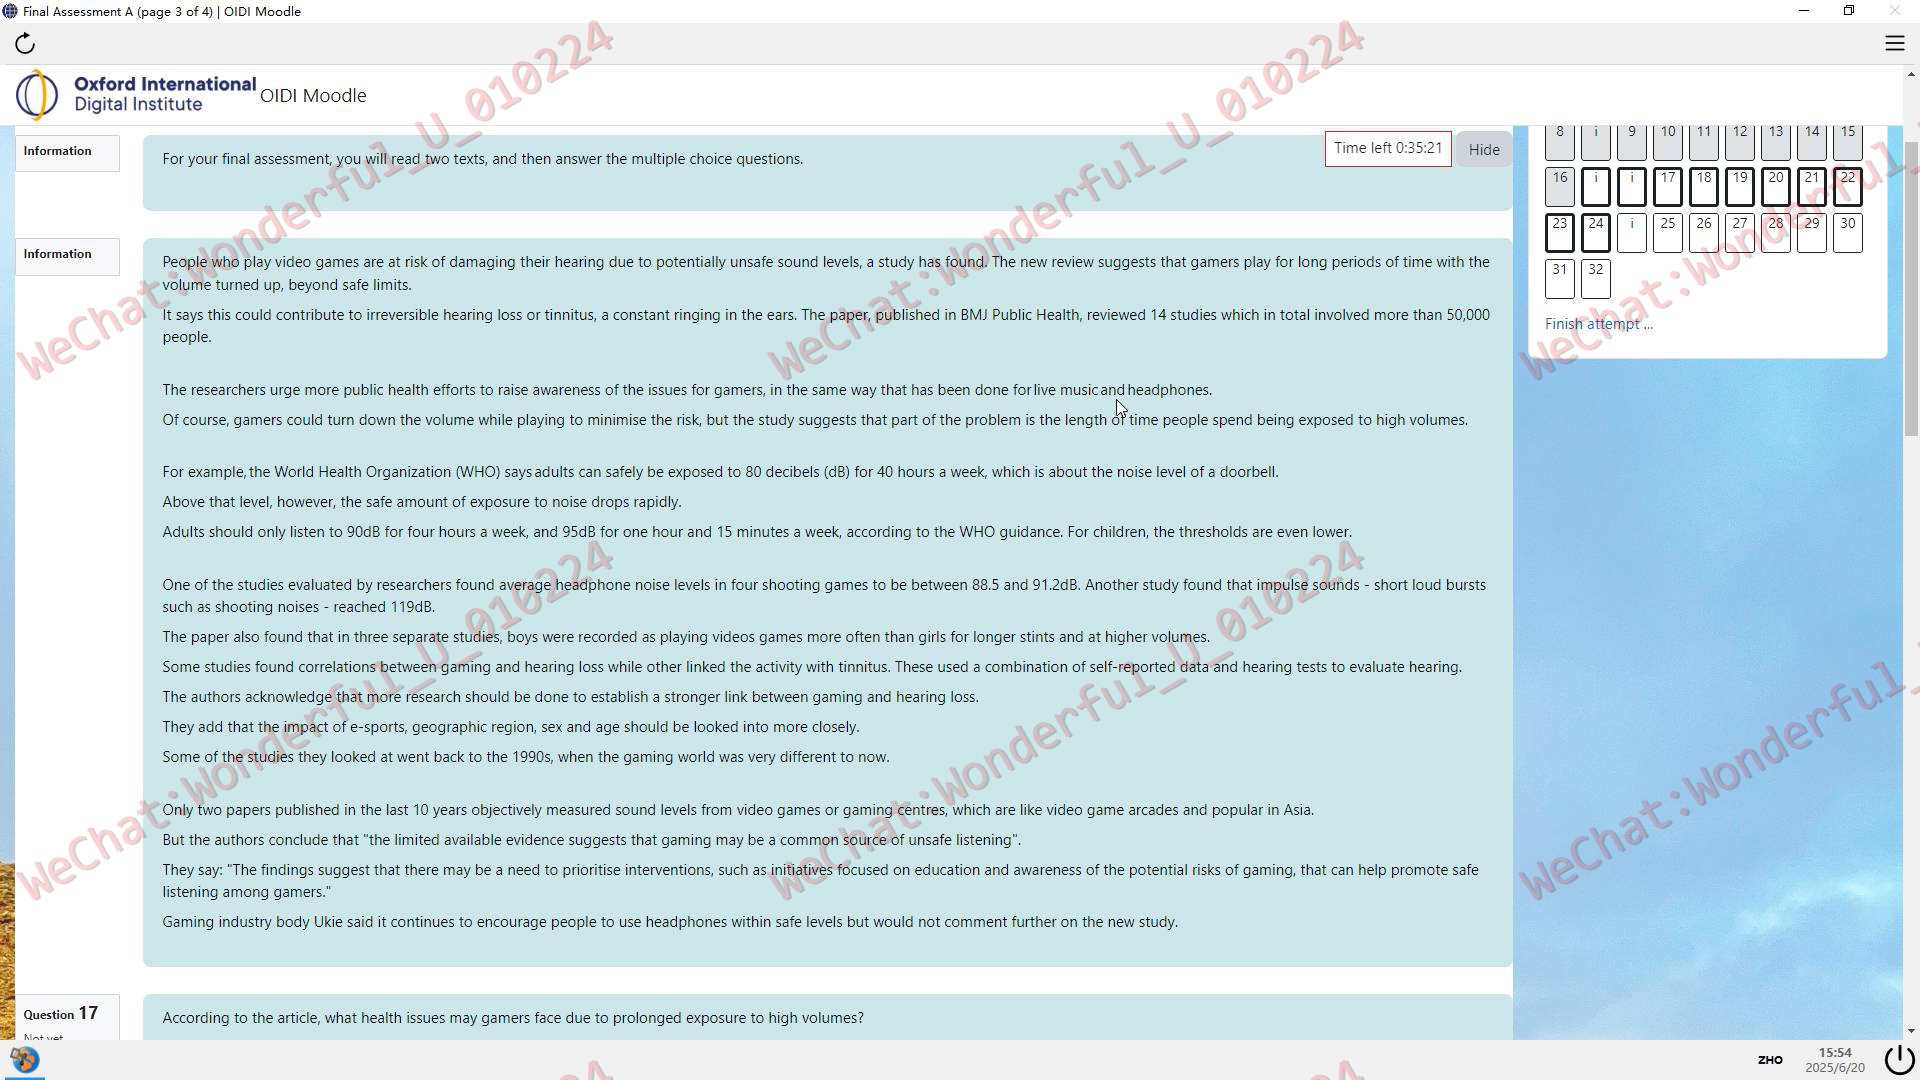 Final Assessment A (page 3 of 4) | OIDI Moodle
Oxford International
Digital Institute
OIDI Moodle
Information
For your final assessment, you will read two texts, and then answer the multiple choice questions.
Time left 0:35:21
Hide
8 i 9 10 11 12 13 14 15
16 i i 17 18 19 20 21 22
23 24 i 25 26 27 28 29 30
31 32
Finish attempt ...
Information
People who play video games are at risk of damaging their hearing due to potentially unsafe sound levels, a study has found. The new review suggests that gamers play for long periods of time with the
volume turned up, beyond safe limits.
It says this could contribute to irreversible hearing loss or tinnitus, a constant ringing in the ears. The paper, published in BMJ Public Health, reviewed 14 studies which in total involved more than 50,000
people.
The researchers urge more public health efforts to raise awareness of the issues for gamers, in the same way that has been done for live music and headphones.
Of course, gamers could turn down the volume while playing to minimise the risk, but the study suggests that part of the problem is the length of time people spend being exposed to high volumes.
For example, the World Health Organization (WHO) says adults can safely be exposed to 80 decibels (dB) for 40 hours a week, which is about the noise level of a doorbell.
Above that level, however, the safe amount of exposure to noise drops rapidly.
Adults should only listen to 90dB for four hours a week, and 95dB for one hour and 15 minutes a week, according to the WHO guidance. For children, the thresholds are even lower.
One of the studies evaluated by researchers found average headphone noise levels in four shooting games to be between 88.5 and 91.2dB. Another study found that impulse sounds - short loud bursts
such as shooting noises - reached 119dB.
The paper also found that in three separate studies, boys were recorded as playing videos games more often than girls for longer stints and at higher volumes.
Some studies found correlations between gaming and hearing loss while other linked the activity with tinnitus. These used a combination of self-reported data and hearing tests to evaluate hearing.
The authors acknowledge that more research should be done to establish a stronger link between gaming and hearing loss.
They add that the impact of e-sports, geographic region, sex and age should be looked into more closely.
Some of the studies they looked at went back to the 1990s, when the gaming world was very different to now.
Only two papers published in the last 10 years objectively measured sound levels from video games or gaming centres, which are like video game arcades and popular in Asia.
But the authors conclude that "the limited available evidence suggests that gaming may be a common source of unsafe listening".
They say: "The findings suggest that there may be a need to prioritise interventions, such as initiatives focused on education and awareness of the potential risks of gaming, that can help promote safe
listening among gamers."
Gaming industry body Ukie said it continues to encourage people to use headphones within safe levels but would not comment further on the new study.
Question 17
Not yet
According to the article, what health issues may gamers face due to prolonged exposure to high volumes?
ZHO
15:54
2025/6/20
WeChat:Wonderful_U_010224
WeChat:Wonderful_U_010224
WeChat:Wonderful_U
WeChat:Wonderful_U_010224
WeChat:Wonderful_U_010224
WeChat:Wonderful_U